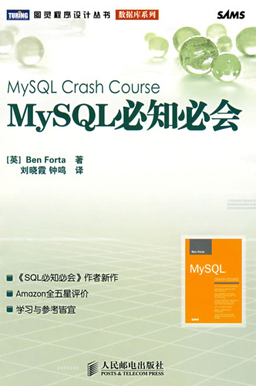 TURING 图灵程序设计丛书 数据库系列 SAMS
MySQL Crash Course
MySQL必知必会
[英] Ben Forta 著
刘晓霞 钟鸣 译
Ben Forta
MySQL
CRASH COURSE
■ 《SQL必知必会》作者新作
■ Amazon全五星评价
■ 学习与参考皆宜
人民邮电出版社
POSTS & TELECOM PRESS